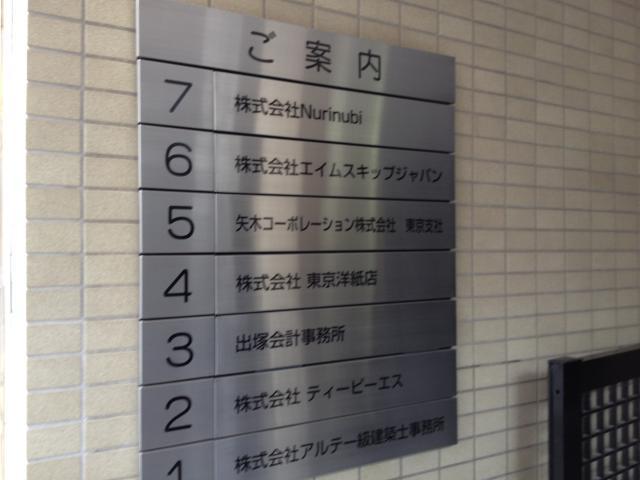 ご案内
7 株式会社Nurinubi
6 株式会社エイムスキップジャパン
5 矢木コーポレーション株式会社 東京支社
4 株式会社 東京洋紙店
3 出塚会計事務所
2 株式会社 ティービーエス
1 株式会社アルテ一級建築士事務所